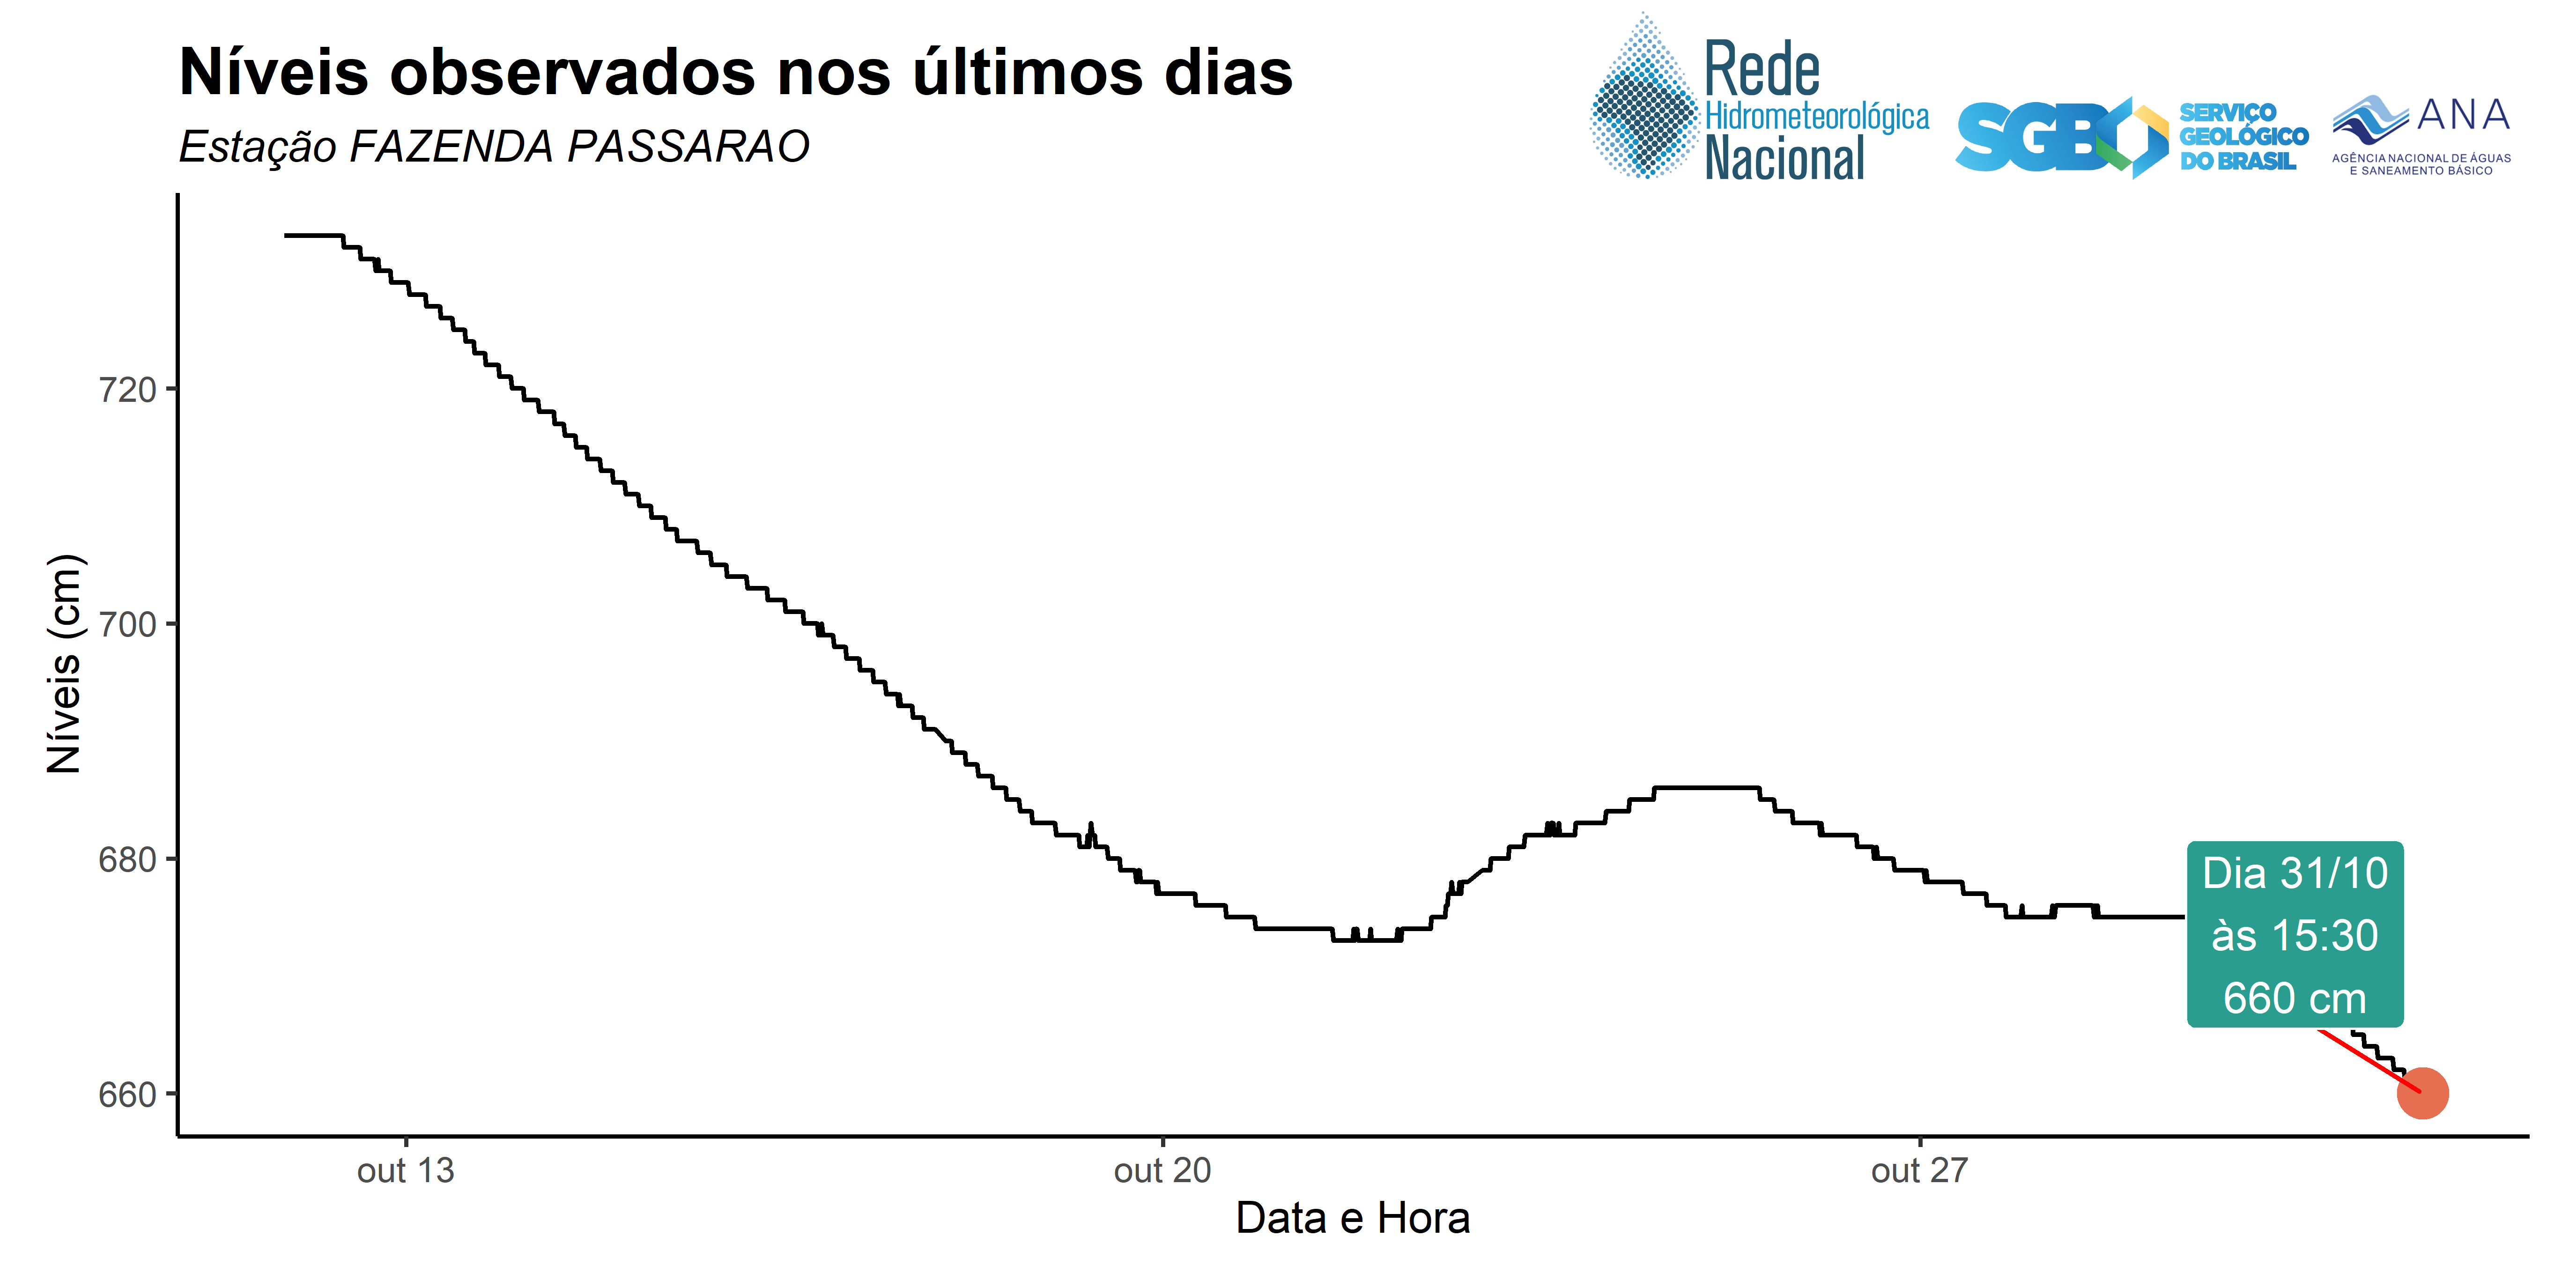 Níveis observados nos últimos dias
Estação FAZENDA PASSARAO
Rede
Hidrometeorológica
Nacional
SGB
SERVIÇO
GEOLÓGICO
DO BRASIL
ANA
AGÊNCIA NACIONAL DE ÁGUAS
E SANEAMENTO BÁSICO
Níveis (cm)
720
700
680
660
Dia 31/10
às 15:30
660 cm
out 13
out 20
out 27
Data e Hora